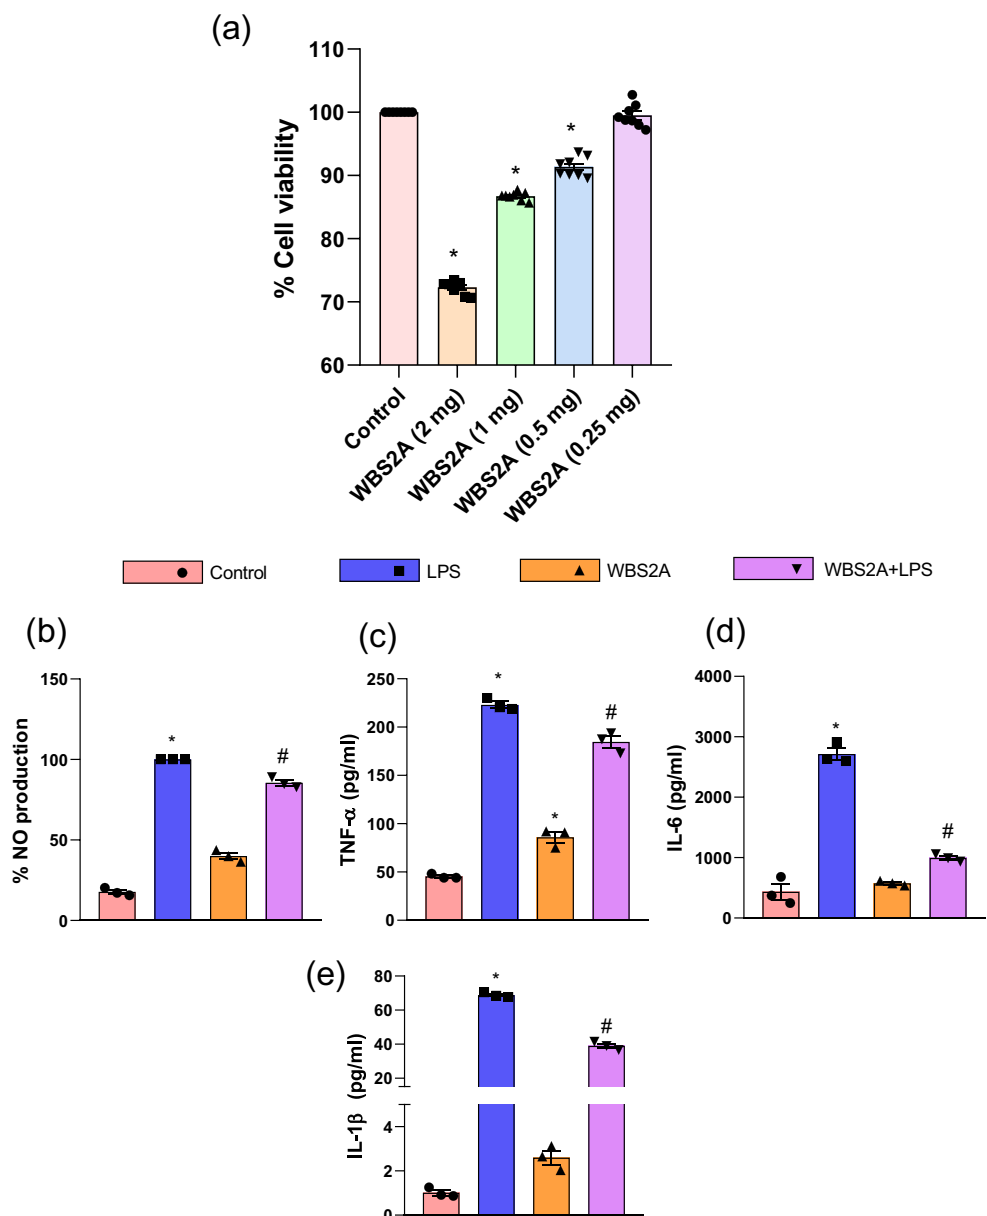 (a)
110
100
90
80
70
60
% Cell viability
*
*
*
Control
WBS2A (2 mg)
WBS2A (1 mg)
WBS2A (0.5 mg)
WBS2A (0.25 mg)
Control
LPS
WBS2A
WBS2A+LPS
(b)
150
100
50
0
% NO production
*
#
(c)
250
200
150
100
50
0
TNF-α (pg/ml)
*
*
#
(d)
4000
3000
2000
1000
0
IL-6 (pg/ml)
*
#
(e)
80
60
40
20
4
2
0
IL-1β (pg/ml)
*
#